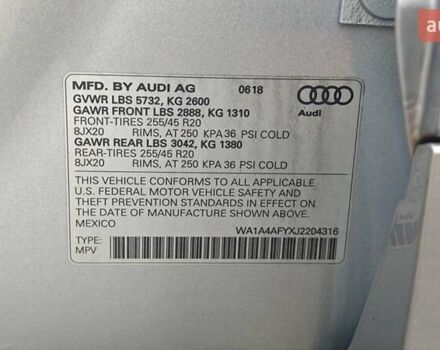 au
MFD. BY AUDI AG 0618
GVWR LBS 5732, KG 2600
GAWR FRONT LBS 2888, KG 1310
FRONT-TIRES 255/45 R20
8JX20 RIMS, AT 250 KPA 36 PSI COLD
GAWR REAR LBS 3042, KG 1380
REAR-TIRES 255/45 R20
8JX20 RIMS, AT 250 KPA 36 PSI COLD
Audi
THIS VEHICLE CONFORMS TO ALL APPLICABLE
U.S. FEDERAL MOTOR VEHICLE SAFETY AND
THEFT PREVENTION STANDARDS IN EFFECT ON
THE DATE OF MANUFACTURE SHOWN ABOVE.
MEXICO WA1A4AFYXJ2204316
TYPE:
MPV